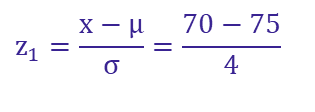 z₁ = (x − μ)/σ = (70 − 75)/4